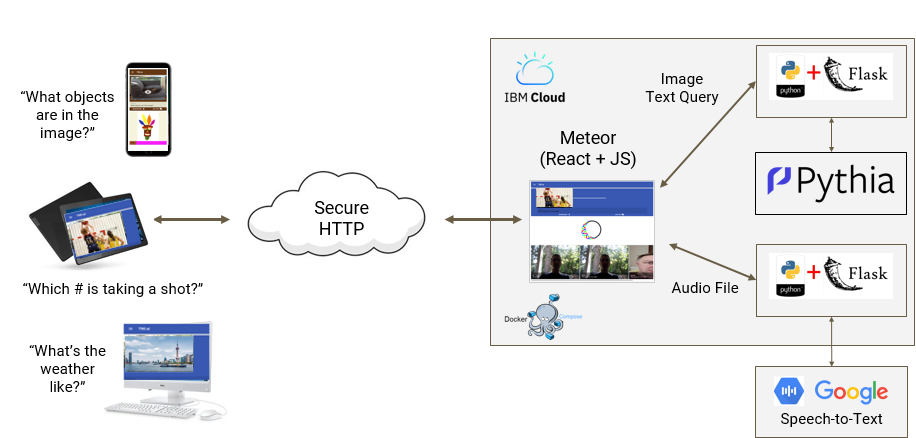 “What objects
are in the
image?”
“Which # is taking a shot?”
“What’s the
weather
like?”
Secure
HTTP
IBM Cloud
Meteor
(React + JS)
Docker
Compose
Image
Text Query
Audio File
python
+
Flask
Pythia
python
+
Flask
Google
Speech-to-Text